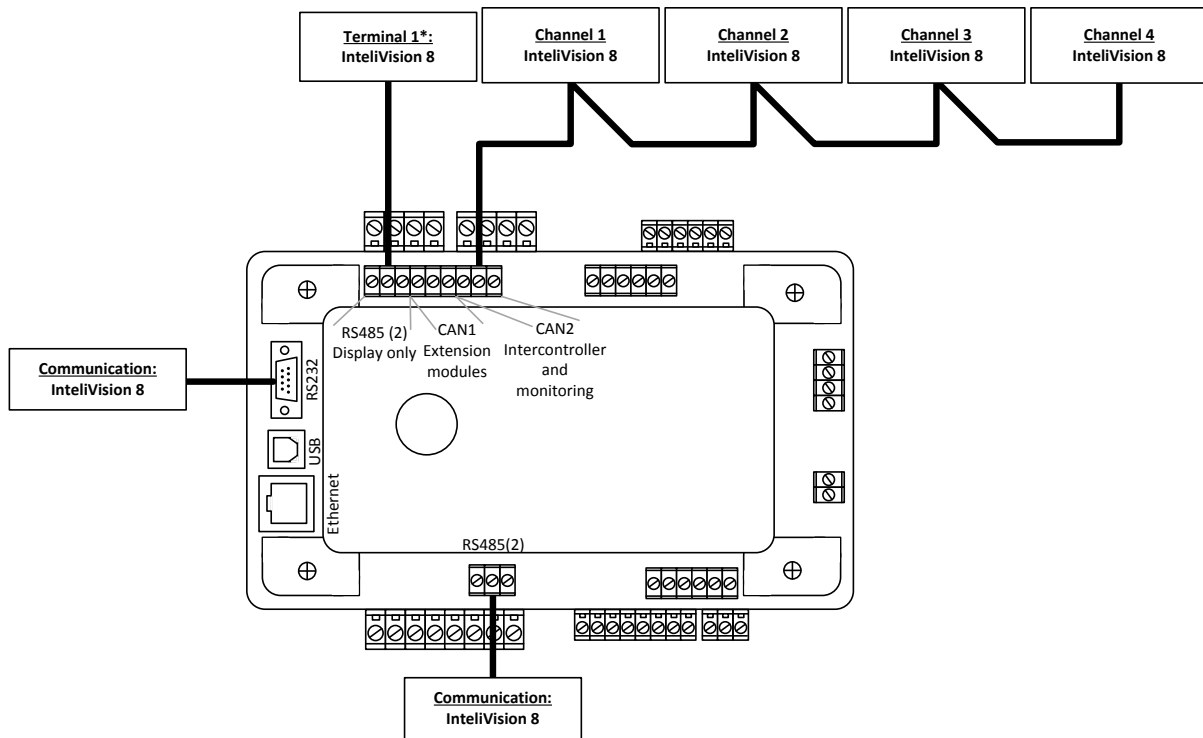 Terminal 1*:
InteliVision 8
Channel 1
InteliVision 8
Channel 2
InteliVision 8
Channel 3
InteliVision 8
Channel 4
InteliVision 8
RS485 (2)
Display only
CAN1
Extension
modules
CAN2
Intercontroller
and
monitoring
Communication:
InteliVision 8
RS232
USB
Ethernet
RS485(2)
Communication:
InteliVision 8